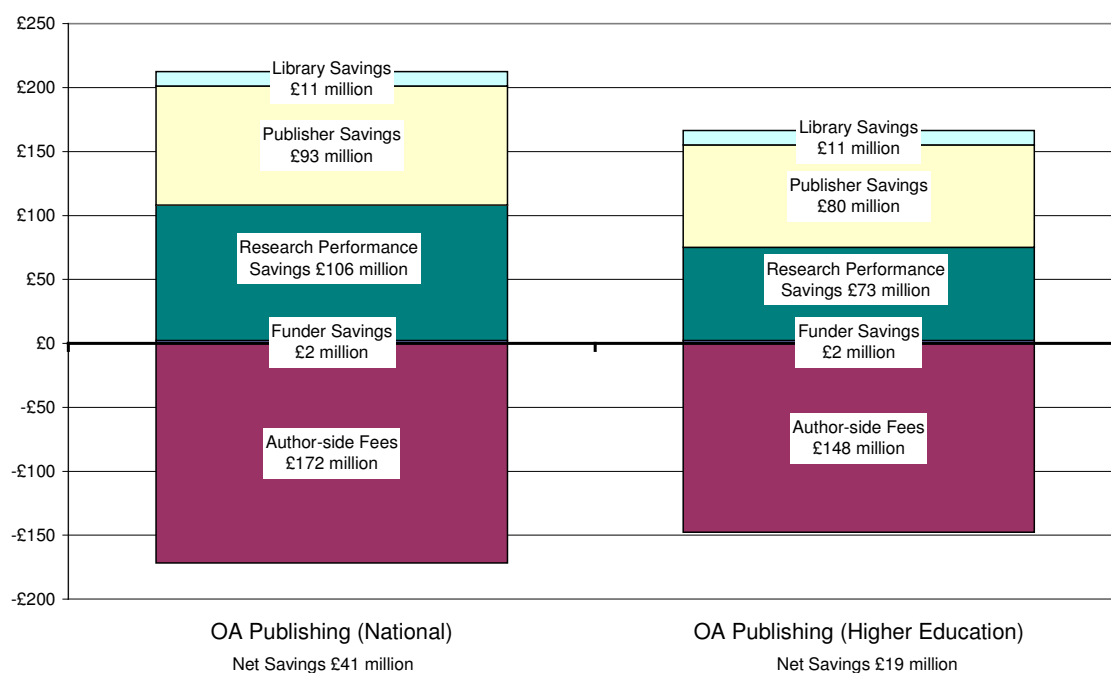 £250
£200
£150
£100
£50
£0
-£50
-£100
-£150
-£200
Library Savings
£11 million
Publisher Savings
£93 million
Research Performance
Savings £106 million
Funder Savings
£2 million
Author-side Fees
£172 million
Library Savings
£11 million
Publisher Savings
£80 million
Research Performance
Savings £73 million
Funder Savings
£2 million
Author-side Fees
£148 million
OA Publishing (National)
Net Savings £41 million
OA Publishing (Higher Education)
Net Savings £19 million